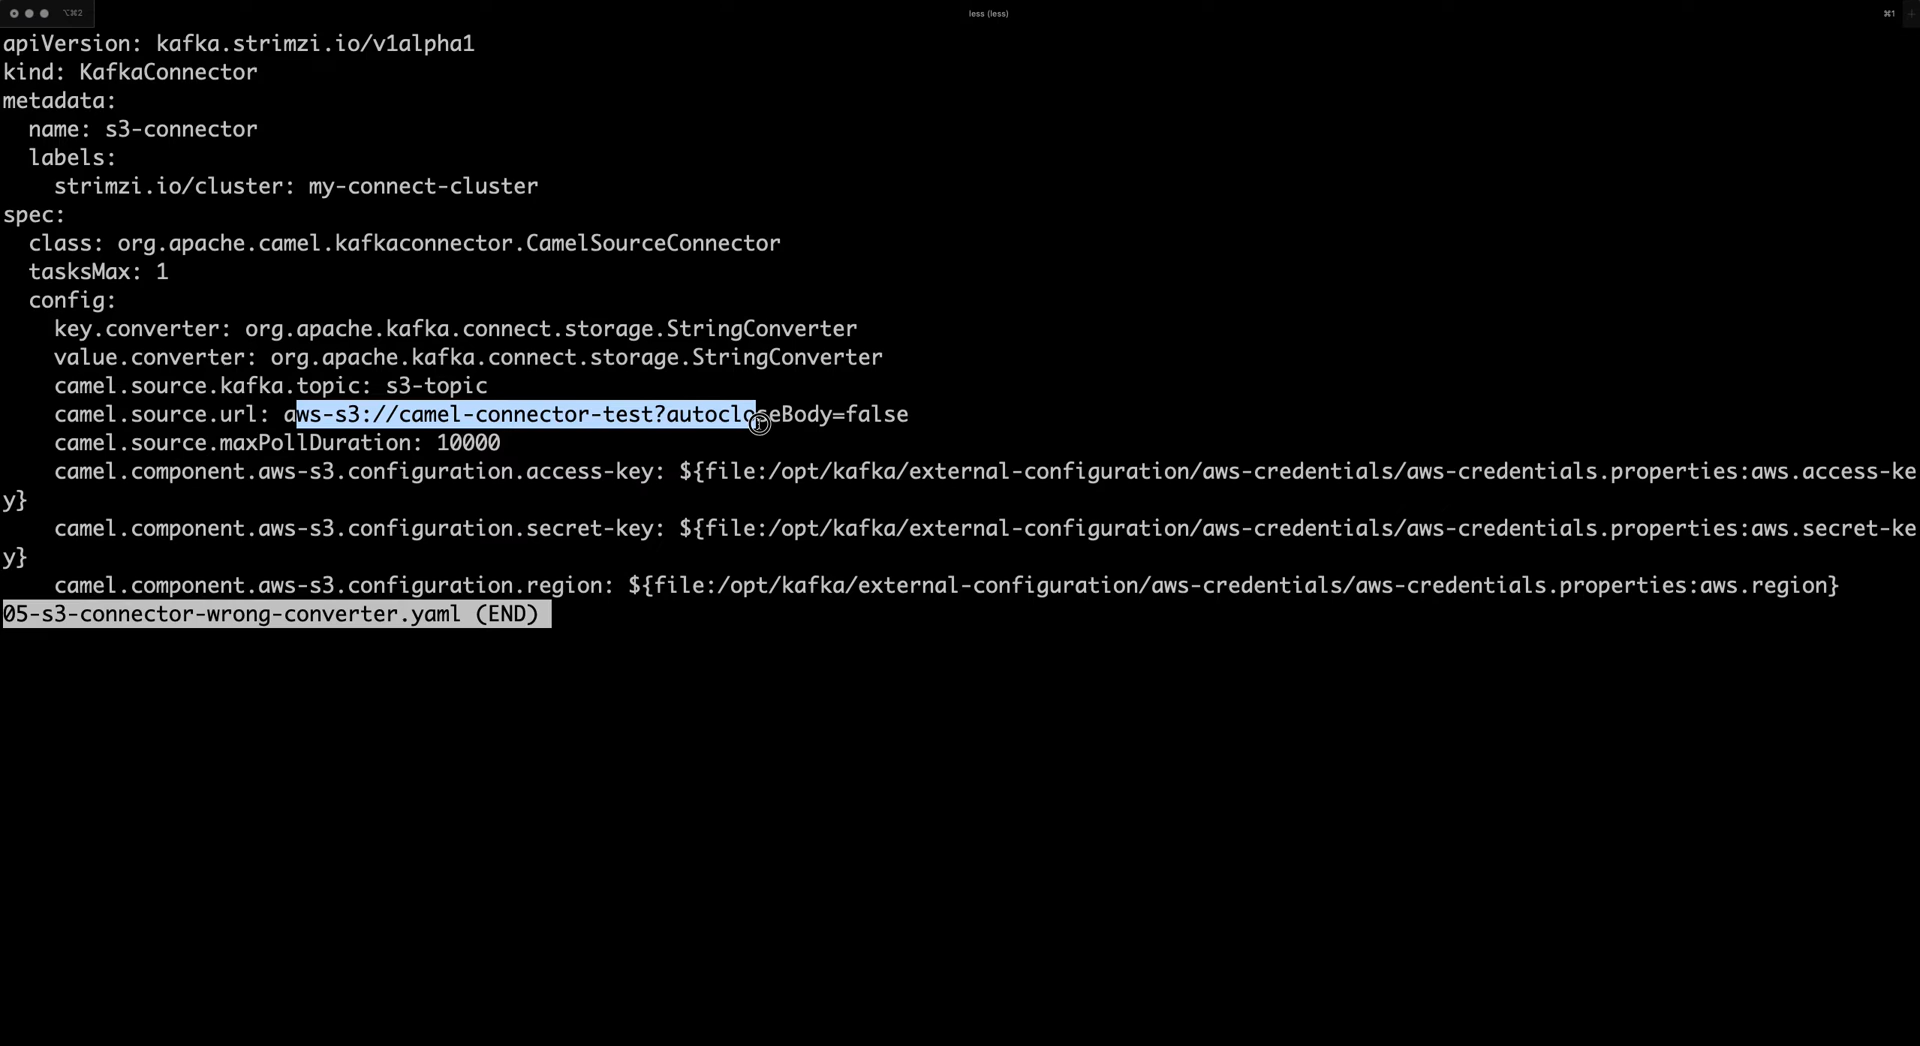 ⌥⌘2
less (less)
⌘1
apiVersion: kafka.strimzi.io/v1alpha1
kind: KafkaConnector
metadata:
  name: s3-connector
  labels:
    strimzi.io/cluster: my-connect-cluster
spec:
  class: org.apache.camel.kafkaconnector.CamelSourceConnector
  tasksMax: 1
  config:
    key.converter: org.apache.kafka.connect.storage.StringConverter
    value.converter: org.apache.kafka.connect.storage.StringConverter
    camel.source.kafka.topic: s3-topic
    camel.source.url: aws-s3://camel-connector-test?autocloseBody=false
    camel.source.maxPollDuration: 10000
    camel.component.aws-s3.configuration.access-key: ${file:/opt/kafka/external-configuration/aws-credentials/aws-credentials.properties:aws.access-ke
y}
    camel.component.aws-s3.configuration.secret-key: ${file:/opt/kafka/external-configuration/aws-credentials/aws-credentials.properties:aws.secret-ke
y}
    camel.component.aws-s3.configuration.region: ${file:/opt/kafka/external-configuration/aws-credentials/aws-credentials.properties:aws.region}
05-s3-connector-wrong-converter.yaml (END)